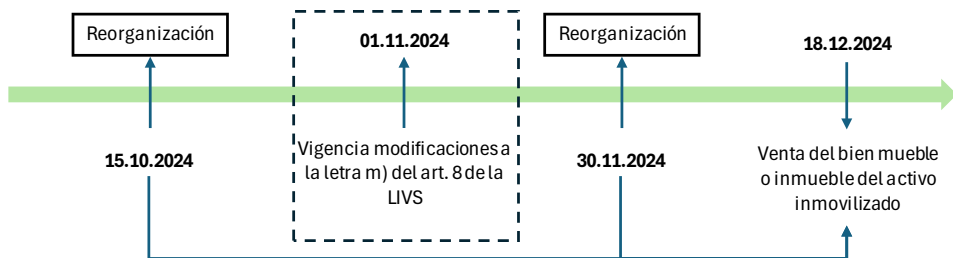 Reorganización
01.11.2024
Reorganización
18.12.2024
15.10.2024
Vigencia modificaciones a
la letra m) del art. 8 de la
LIVS
30.11.2024
Venta del bien mueble
o inmueble del activo
inmovilizado